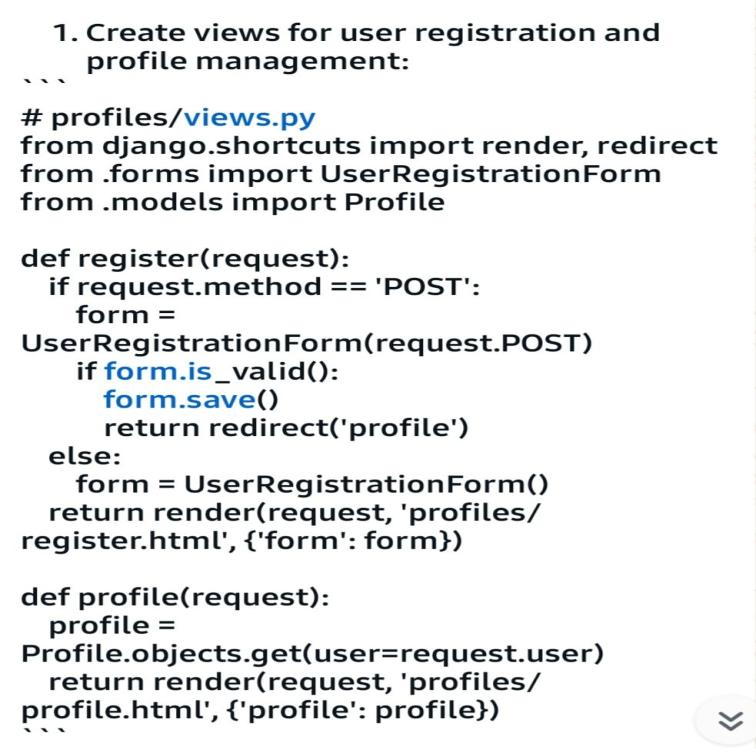 1. Create views for user registration and
profile management:
```
# profiles/views.py
from django.shortcuts import render, redirect
from .forms import UserRegistrationForm
from .models import Profile

def register(request):
  if request.method == 'POST':
    form =
UserRegistrationForm(request.POST)
    if form.is_valid():
      form.save()
      return redirect('profile')
  else:
    form = UserRegistrationForm()
  return render(request, 'profiles/
register.html', {'form': form})

def profile(request):
  profile =
Profile.objects.get(user=request.user)
  return render(request, 'profiles/
profile.html', {'profile': profile})
```